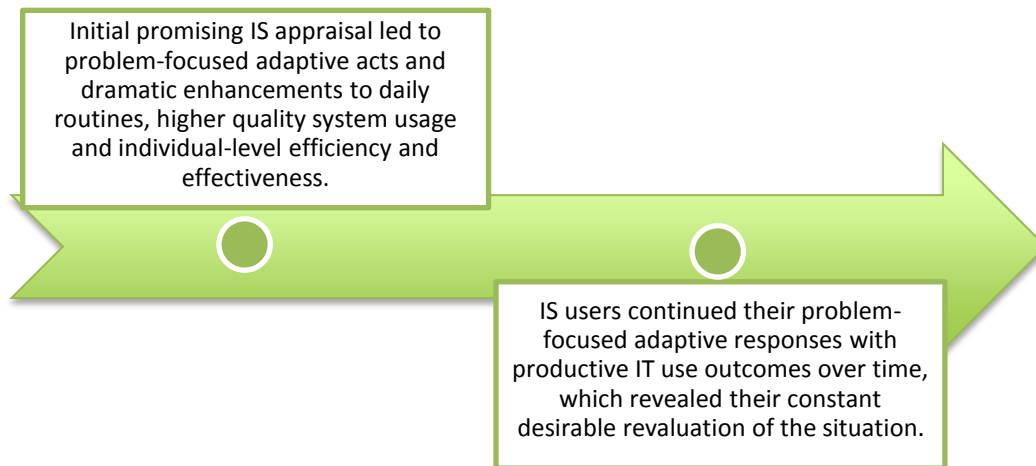 Initial promising IS appraisal led to
problem-focused adaptive acts and
dramatic enhancements to daily
routines, higher quality system usage
and individual-level efficiency and
effectiveness.
IS users continued their problem-
focused adaptive responses with
productive IT use outcomes over time,
which revealed their constant
desirable revaluation of the situation.